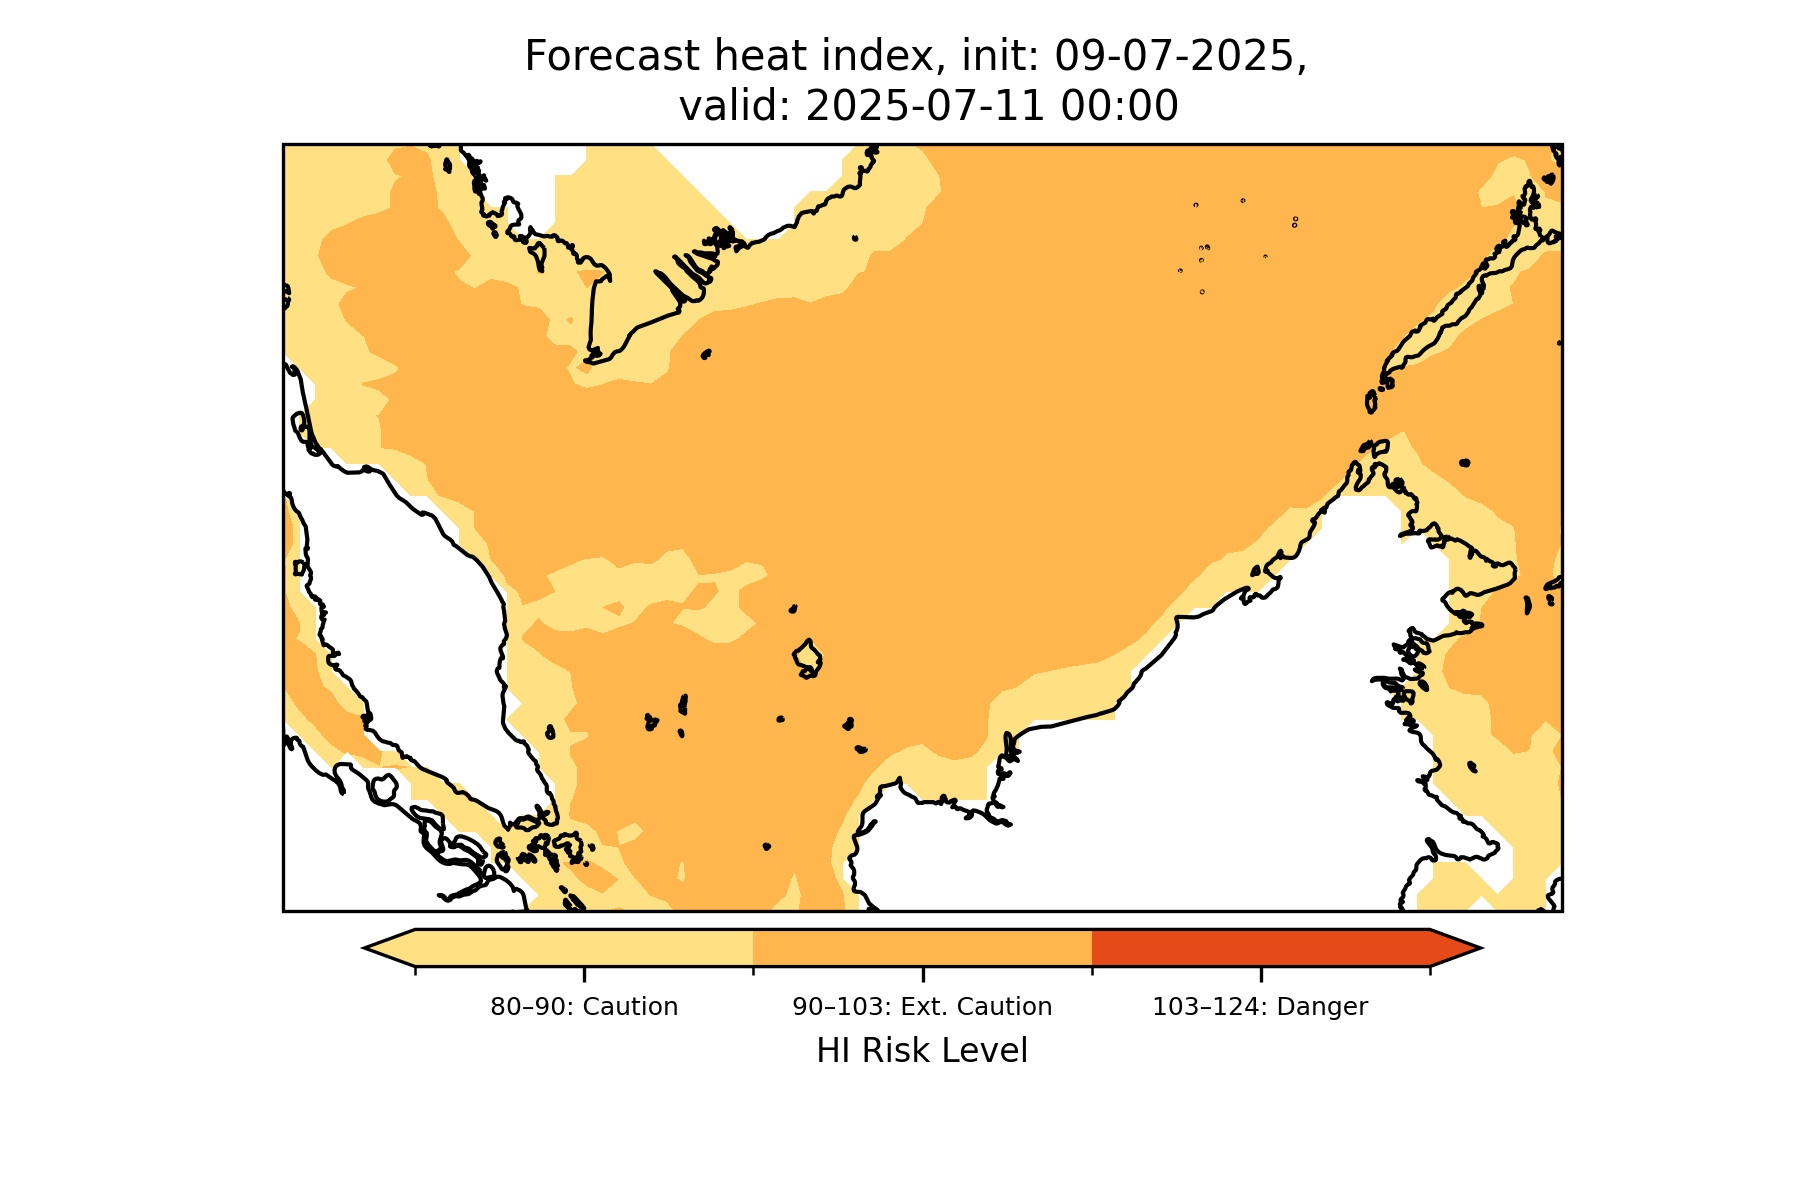 Forecast heat index, init: 09-07-2025,
valid: 2025-07-11 00:00
80–90: Caution
90–103: Ext. Caution
103–124: Danger
HI Risk Level